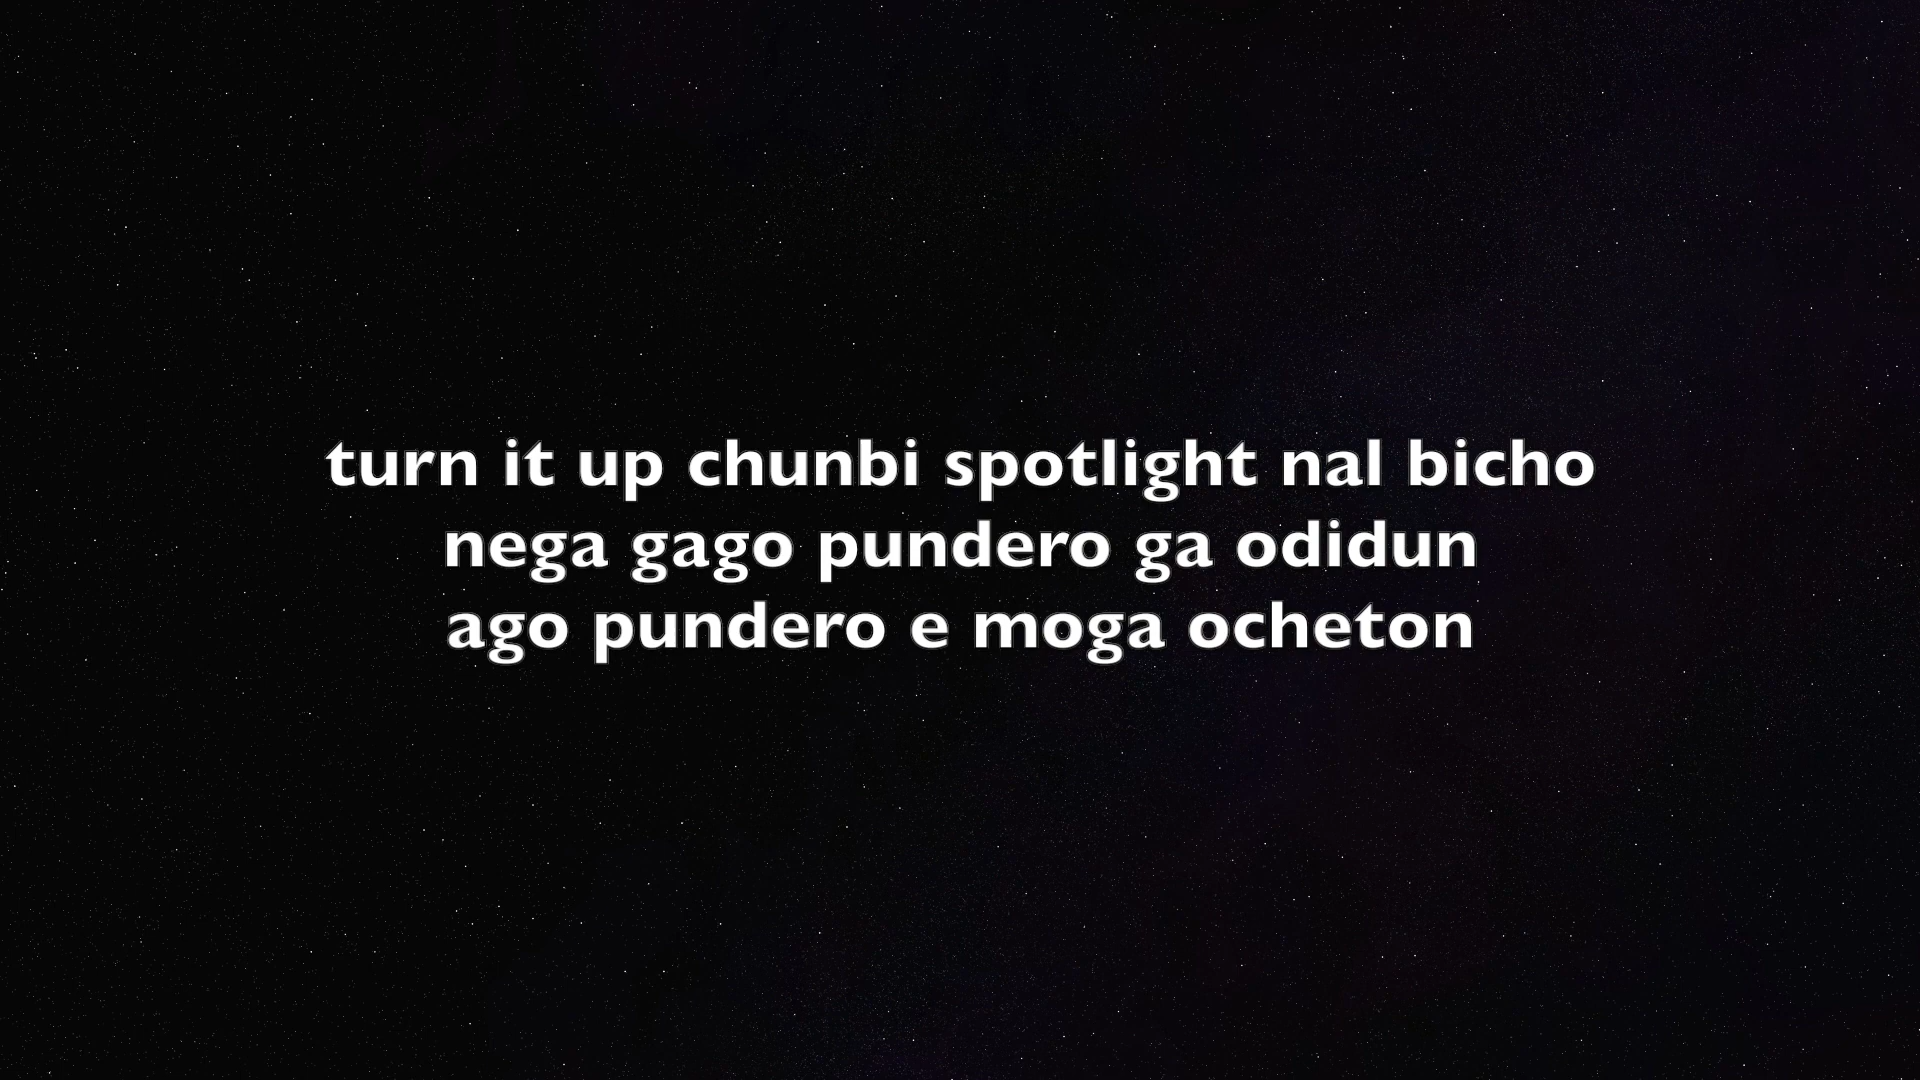 turn it up chunbi spotlight nal bicho
nega gago pundero ga odidun
ago pundero e moga ocheton